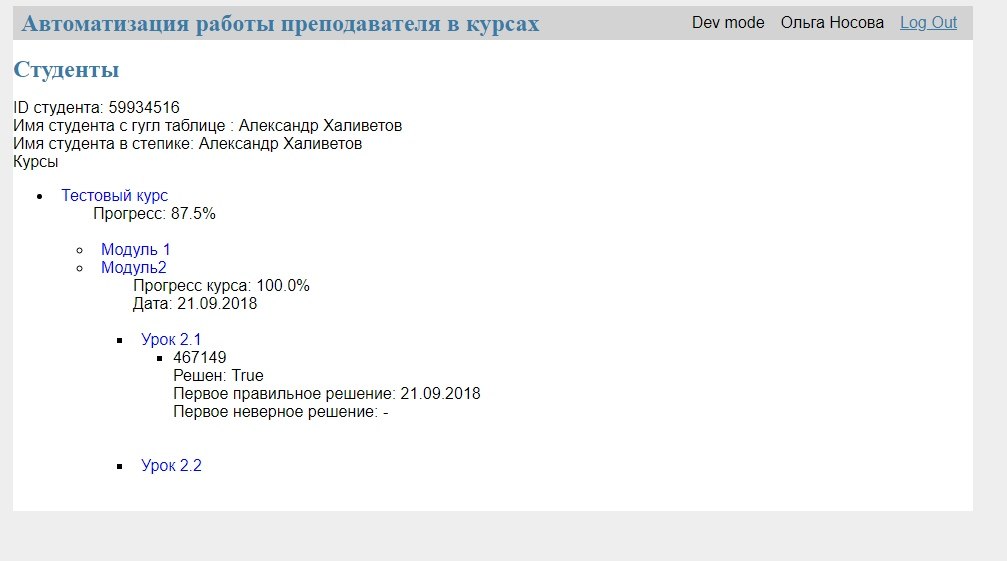 Автоматизация работы преподавателя в курсах
Dev mode Ольга Носова Log Out
Студенты
ID студента: 59934516
Имя студента с гугл таблице : Александр Халиветов
Имя студента в степике: Александр Халиветов
Курсы
Тестовый курс
Прогресс: 87.5%
Модуль 1
Модуль2
Прогресс курса: 100.0%
Дата: 21.09.2018
Урок 2.1
467149
Решен: True
Первое правильное решение: 21.09.2018
Первое неверное решение: -
Урок 2.2